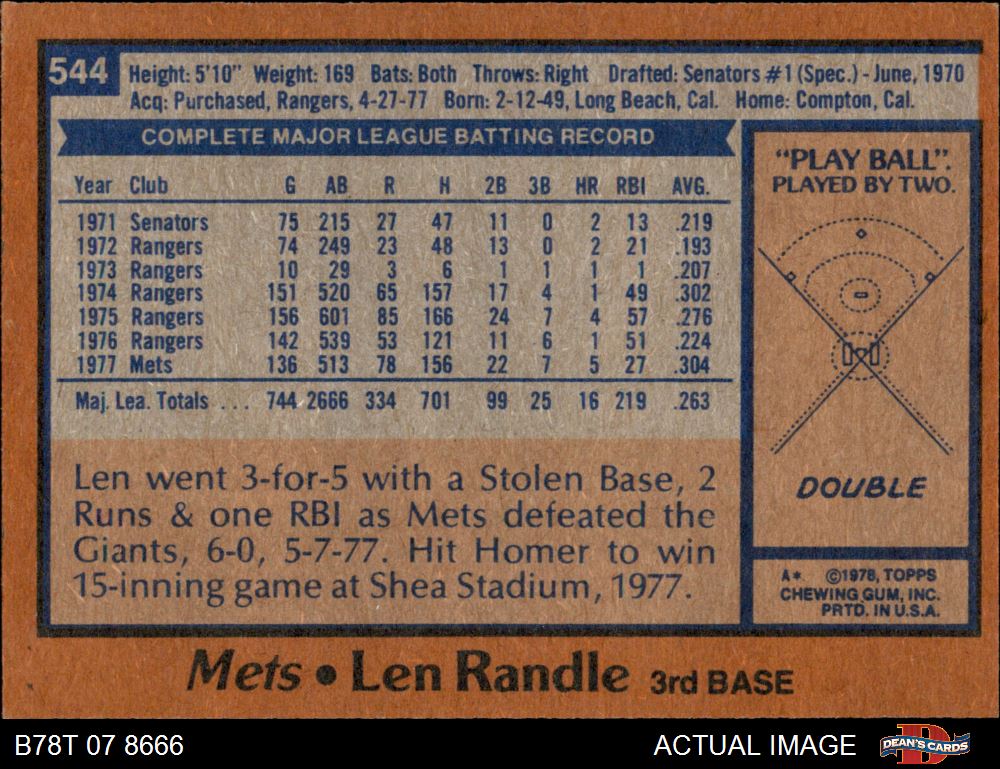 544
Height: 5'10" Weight: 169 Bats: Both Throws: Right Drafted: Senators #1 (Spec.) - June, 1970
Acq: Purchased, Rangers, 4-27-77 Born: 2-12-49, Long Beach, Cal. Home: Compton, Cal.
COMPLETE MAJOR LEAGUE BATTING RECORD
Year Club G AB R H 2B 3B HR RBI AVG.
1971 Senators 75 215 27 47 11 0 2 13 .219
1972 Rangers 74 249 23 48 13 0 2 21 .193
1973 Rangers 10 29 3 6 1 1 1 1 .207
1974 Rangers 151 520 65 157 17 4 1 49 .302
1975 Rangers 156 601 85 166 24 7 4 57 .276
1976 Rangers 142 539 53 121 11 6 1 51 .224
1977 Mets 136 513 78 156 22 7 5 27 .304
Maj. Lea. Totals ... 744 2666 334 701 99 25 16 219 .263
Len went 3-for-5 with a Stolen Base, 2
Runs & one RBI as Mets defeated the
Giants, 6-0, 5-7-77. Hit Homer to win
15-inning game at Shea Stadium, 1977.
"PLAY BALL".
PLAYED BY TWO.
DOUBLE
A* ©1978, TOPPS
CHEWING GUM, INC.
PRTD. IN U.S.A.
Mets • Len Randle 3rd BASE
B78T 07 8666
ACTUAL IMAGE
DEAN'S CARDS